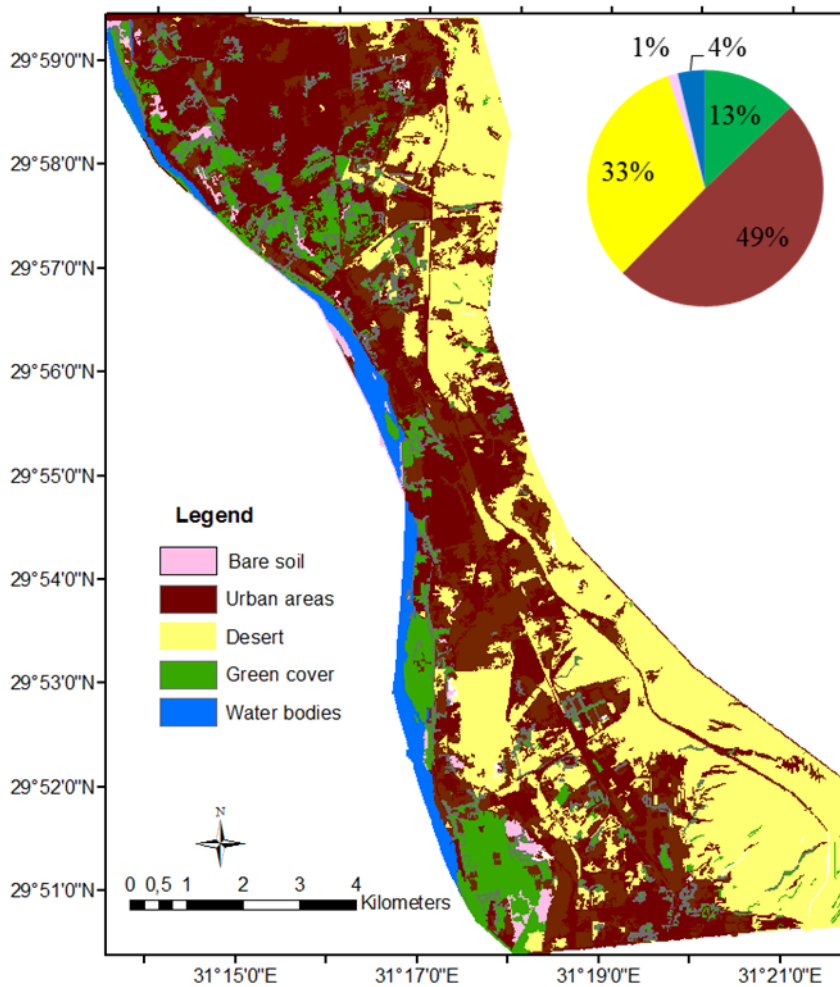 29°59'0"N
29°58'0"N
29°57'0"N
29°56'0"N
29°55'0"N
29°54'0"N
29°53'0"N
29°52'0"N
29°51'0"N
1%
4%
13%
33%
49%
Legend
Bare soil
Urban areas
Desert
Green cover
Water bodies
N
0 0,5 1 2 3 4
Kilometers
31°15'0"E 31°17'0"E 31°19'0"E 31°21'0"E